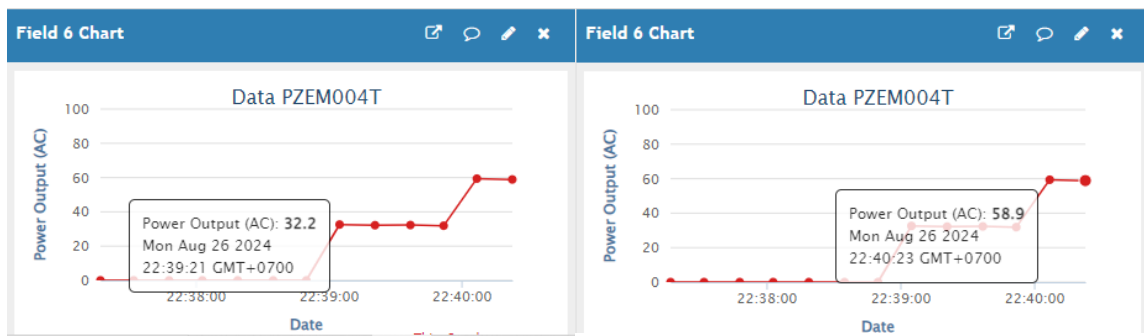 Field 6 Chart
Data PZEM004T
Power Output (AC)
100
80
60
40
20
0
Power Output (AC): 32.2
Mon Aug 26 2024
22:39:21 GMT+0700
22:38:00 22:39:00 22:40:00
Date
Field 6 Chart
Data PZEM004T
Power Output (AC)
100
80
60
40
20
0
Power Output (AC): 58.9
Mon Aug 26 2024
22:40:23 GMT+0700
22:38:00 22:39:00 22:40:00
Date